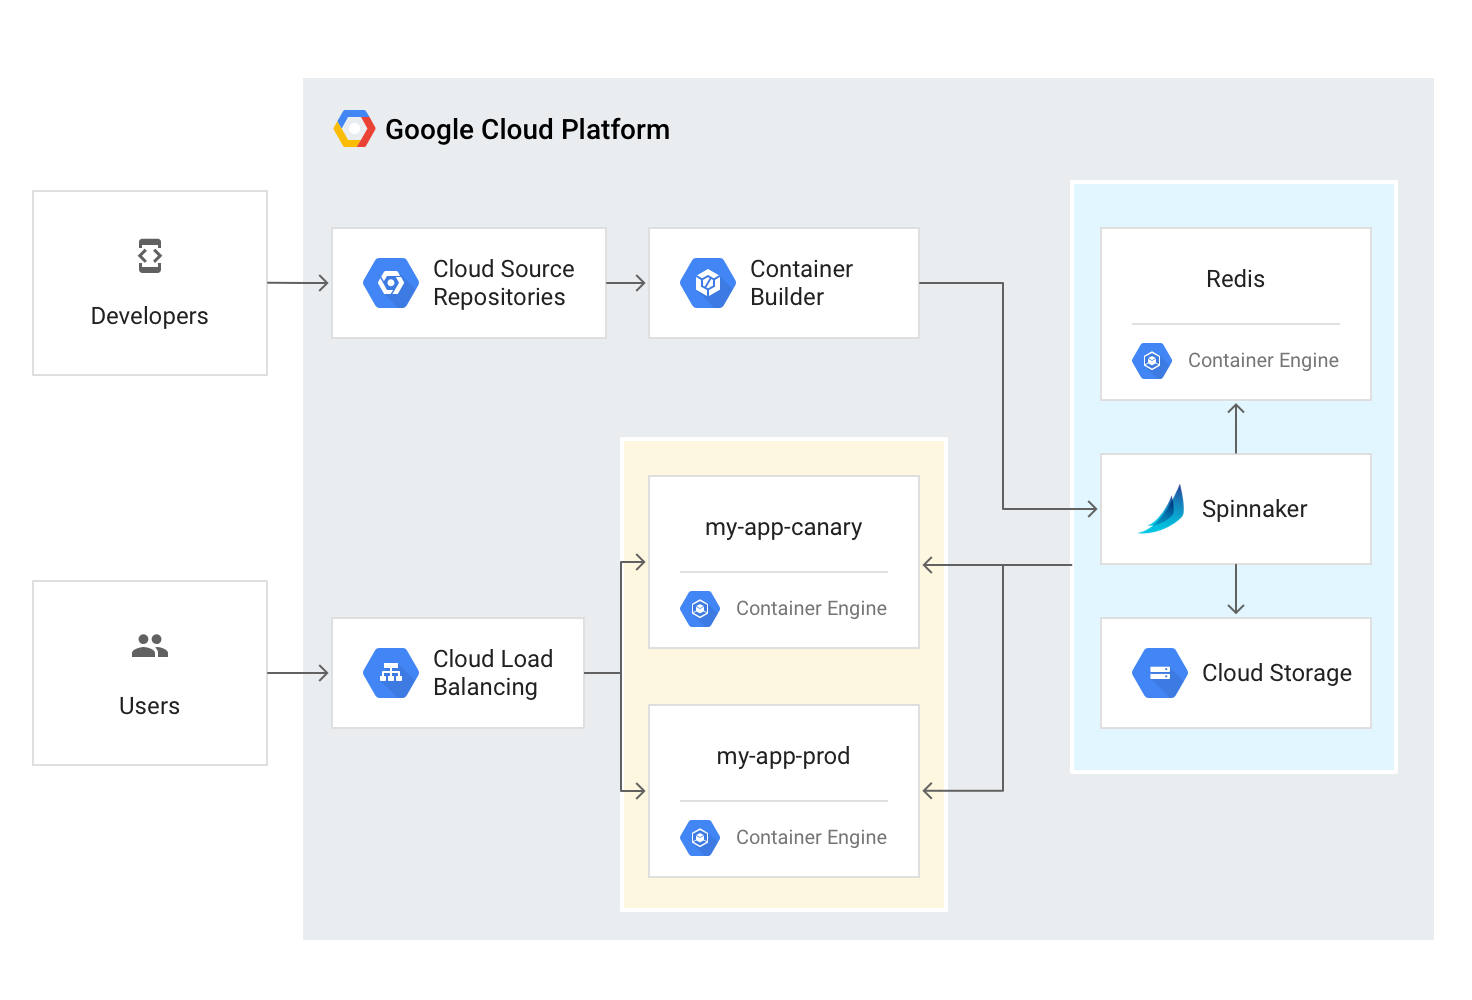 Google Cloud Platform
Developers
Cloud Source
Repositories
Container
Builder
Redis
Container Engine
Spinnaker
Cloud Storage
my-app-canary
Container Engine
my-app-prod
Container Engine
Users
Cloud Load
Balancing